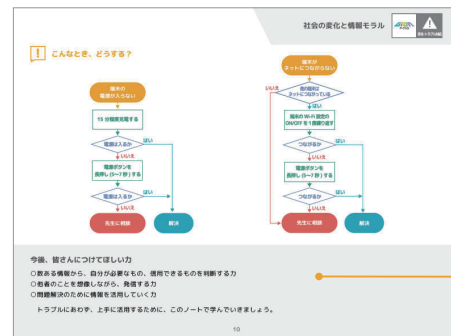 社会の変化と情報モラル
こんなとき、どうする?
端末の
電源が入らない
15分程度充電する
電源は入るか
はい
いいえ
電源ボタンを
長押し(5〜7秒)する
電源は入るか
はい
いいえ
先生に相談
解決
端末が
ネットにつながらない
いいえ
他の端末は
ネットにつながっている
はい
端末のWi-Fi設定の
ON/OFFを1度繰り返す
つながるか
はい
いいえ
電源ボタンを
長押し(5〜7秒)する
つながるか
はい
いいえ
先生に相談
解決
今後、皆さんにつけてほしい力
○数ある情報から、自分が必要なもの、信用できるものを判断する力
○他者のことを想像しながら、発信する力
○問題解決のために情報を活用していく力
トラブルにあわず、上手に活用するために、このノートで学んでいきましょう。
10